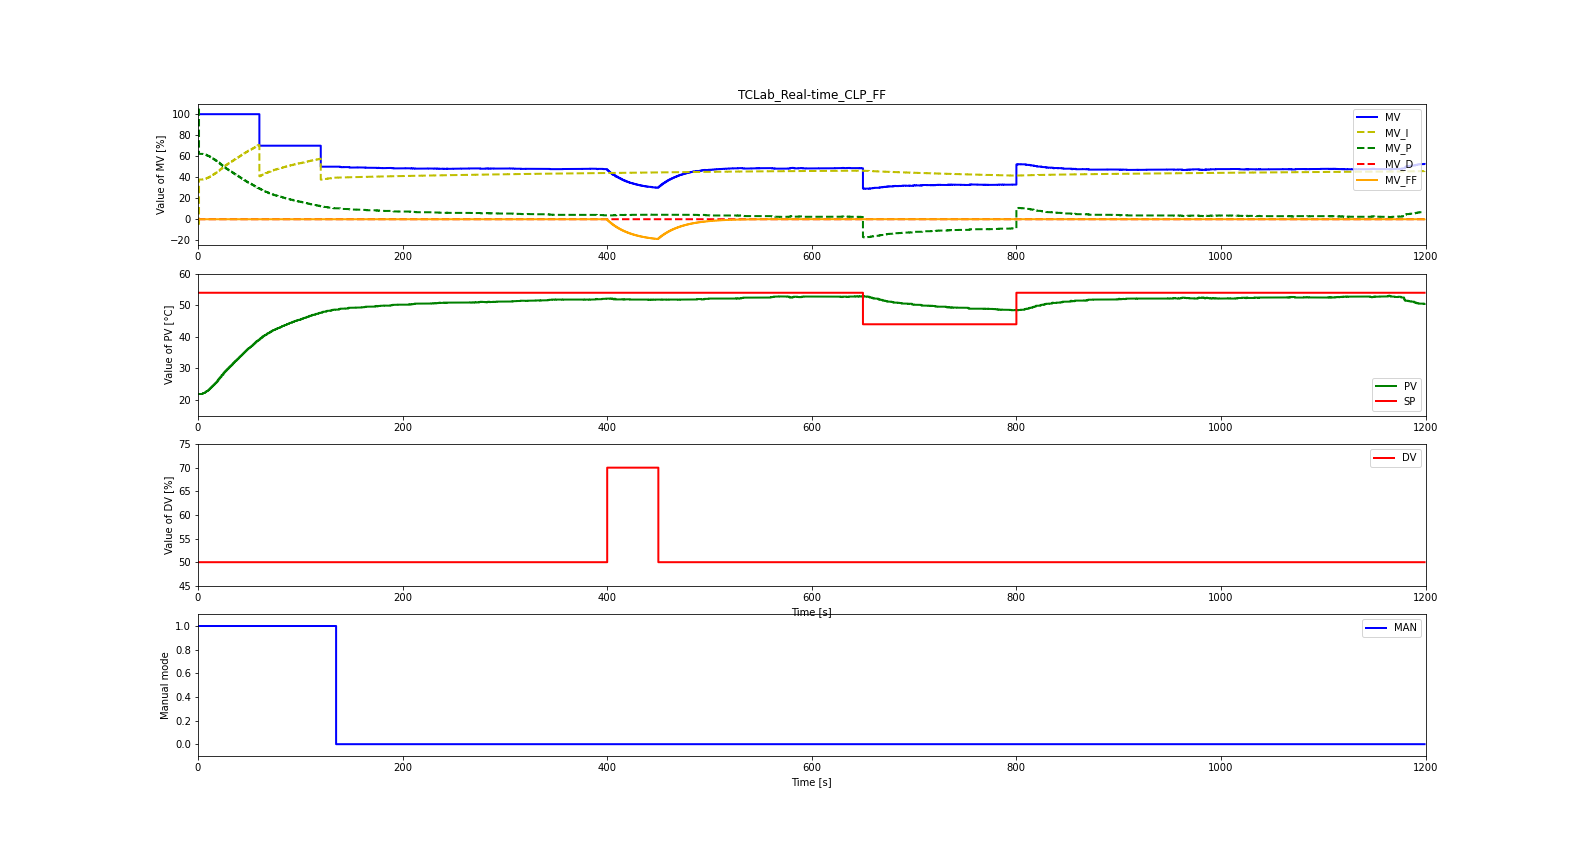 TCLab_Real-time_CLP_FF
Value of MV [%]
100
80
60
40
20
0
−20
MV
MV_I
MV_P
MV_D
MV_FF
0 200 400 600 800 1000 1200
Value of PV [°C]
60
50
40
30
20
PV
SP
0 200 400 600 800 1000 1200
Value of DV [%]
75
70
65
60
55
50
45
DV
0 200 400 600 800 1000 1200
Time [s]
Manual mode
1.0
0.8
0.6
0.4
0.2
0.0
MAN
0 200 400 600 800 1000 1200
Time [s]